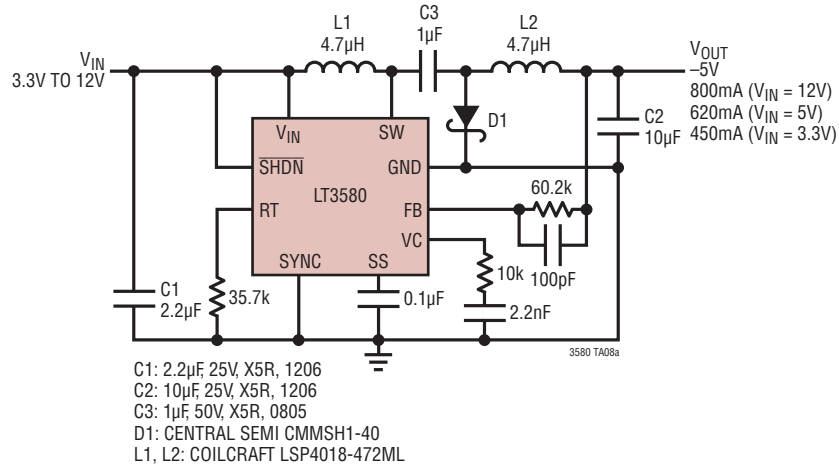 L1
4.7µH
C3
1µF
L2
4.7µH
VIN
3.3V TO 12V
VOUT
–5V
800mA (VIN = 12V)
620mA (VIN = 5V)
450mA (VIN = 3.3V)
D1
C2
10µF
VIN
SW
SHDN
GND
LT3580
60.2k
RT
FB
VC
SYNC
SS
10k
100pF
C1
2.2µF
35.7k
0.1µF
2.2nF
3580 TA08a
C1: 2.2µF, 25V, X5R, 1206
C2: 10µF, 25V, X5R, 1206
C3: 1µF, 50V, X5R, 0805
D1: CENTRAL SEMI CMMSH1-40
L1, L2: COILCRAFT LSP4018-472ML